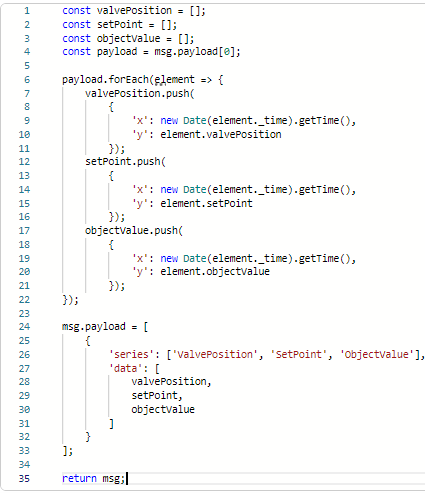 1 const valvePosition = [];
2 const setPoint = [];
3 const objectValue = [];
4 const payload = msg.payload[0];
5
6 payload.forEach(element => {
7 valvePosition.push(
8 {
9 'x': new Date(element._time).getTime(),
10 'y': element.valvePosition
11 });
12 setPoint.push(
13 {
14 'x': new Date(element._time).getTime(),
15 'y': element.setPoint
16 });
17 objectValue.push(
18 {
19 'x': new Date(element._time).getTime(),
20 'y': element.objectValue
21 });
22 });
23
24 msg.payload = [
25 {
26 'series': ['ValvePosition', 'SetPoint', 'ObjectValue'],
27 'data': [
28 valvePosition,
29 setPoint,
30 objectValue
31 ]
32 }
33 ];
34
35 return msg;